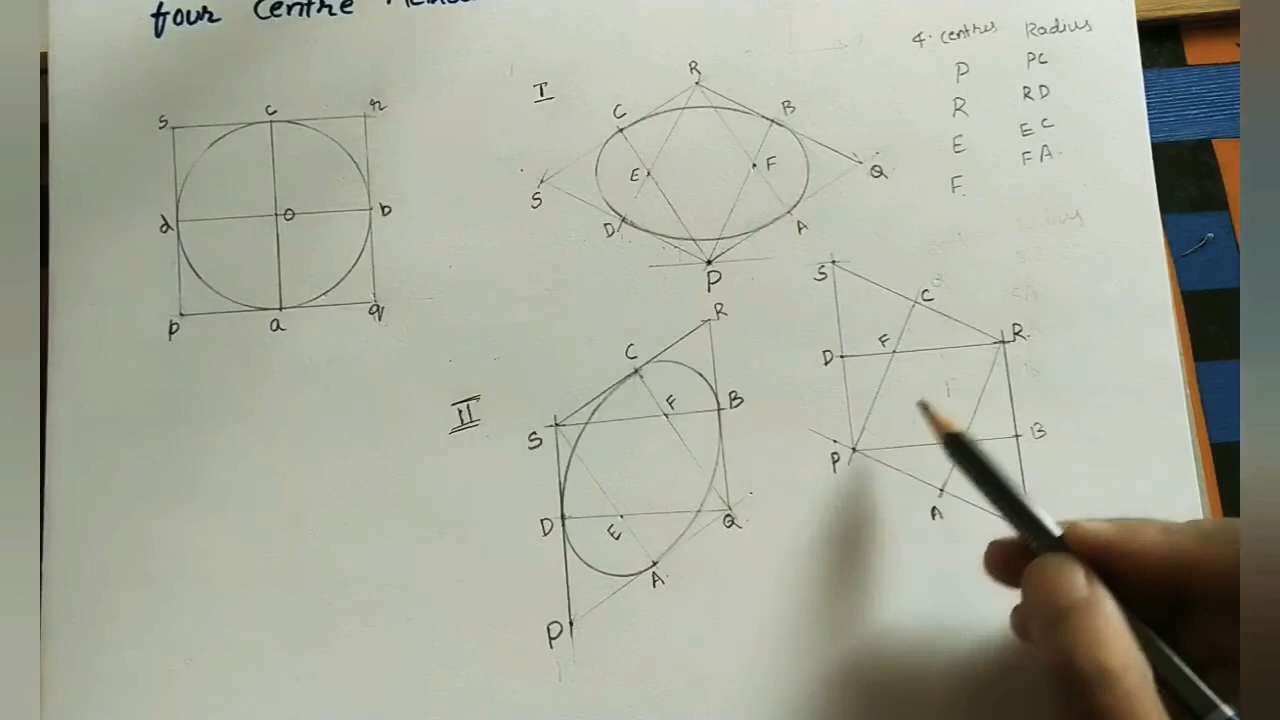 four Centre
4. Centres Radius
P PC
R RD
E EC
F. FA.
s c r
d o b
p a q
I
R
C B
E F
S Q
D A
P
II
R
C
F B
S
D E Q
A
P
S
C
D F R.
P B
A